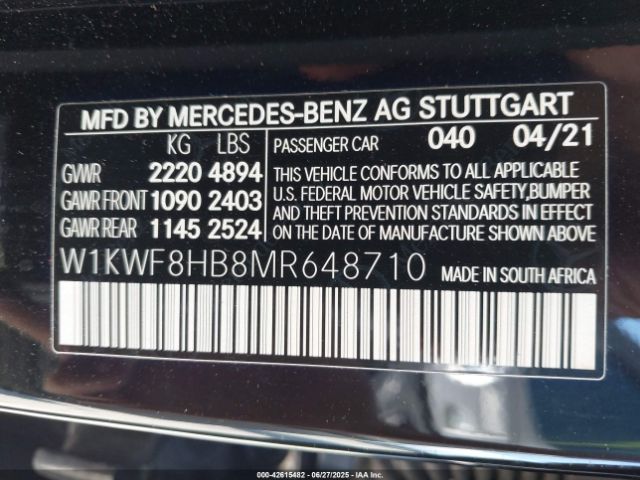 MFD BY MERCEDES-BENZ AG STUTTGART
KG LBS
GVWR 2220 4894
GAWR FRONT 1090 2403
GAWR REAR 1145 2524
PASSENGER CAR 040 04/21
THIS VEHICLE CONFORMS TO ALL APPLICABLE
U.S. FEDERAL MOTOR VEHICLE SAFETY,BUMPER
AND THEFT PREVENTION STANDARDS IN EFFECT
ON THE DATE OF MANUFACTURE SHOWN ABOVE
W1KWF8HB8MR648710 MADE IN SOUTH AFRICA
000-42615482 06/27/2025 - IAAI, Inc.